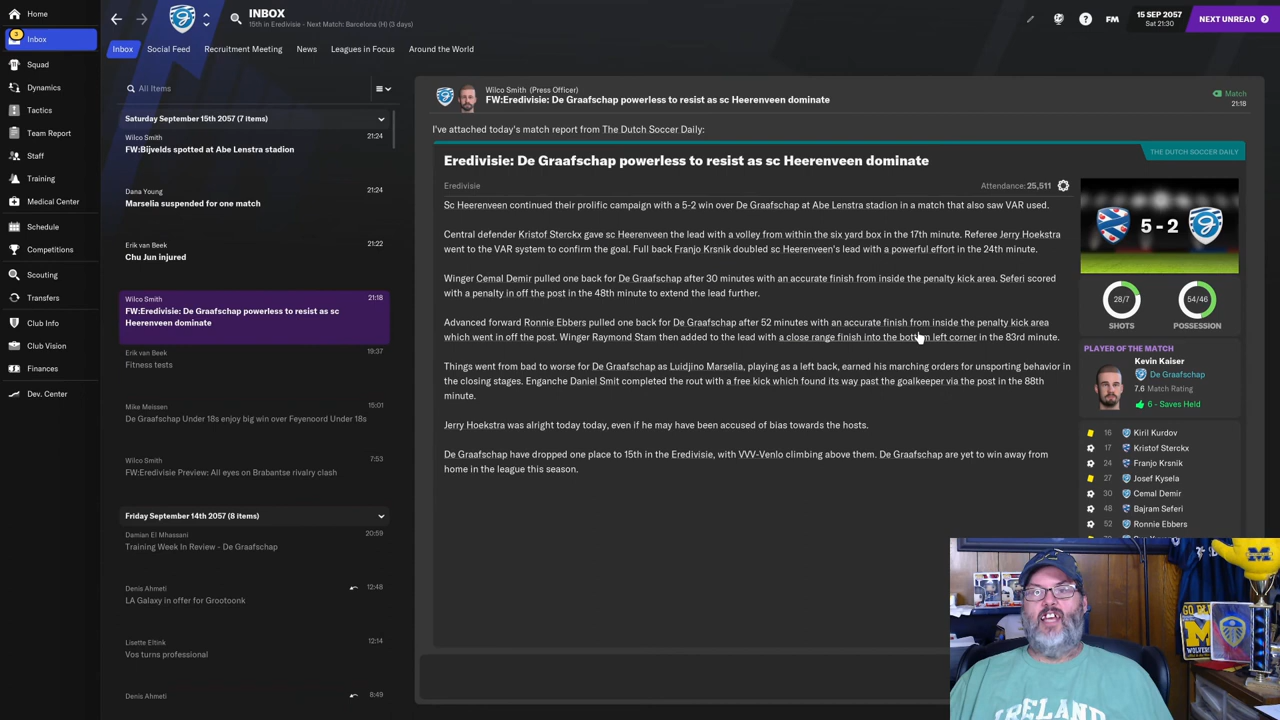 Home
3
Inbox
Squad
Dynamics
Tactics
Team Report
Staff
Training
Medical Center
Schedule
Competitions
Scouting
Transfers
Club Info
Club Vision
Finances
Dev. Center
INBOX
15th in Eredivisie - Next Match: Barcelona (H) (3 days)
FM
15 SEP 2057
Sat 21:30
NEXT UNREAD
Inbox
Social Feed
Recruitment Meeting
News
Leagues in Focus
Around the World
All Items
Saturday September 15th 2057 (7 items)
Wilco Smith 21:24
FW:Bijvelds spotted at Abe Lenstra stadion
Dana Young 21:24
Marselia suspended for one match
Erik van Beek 21:22
Chu Jun injured
Wilco Smith 21:18
FW:Eredivisie: De Graafschap powerless to resist as sc
Heerenveen dominate
Erik van Beek 19:37
Fitness tests
Mike Meissen 15:01
De Graafschap Under 18s enjoy big win over Feyenoord Under 18s
Wilco Smith 7:53
FW:Eredivisie Preview: All eyes on Brabantse rivalry clash
Friday September 14th 2057 (8 items)
Damian El Mhassani 20:59
Training Week In Review - De Graafschap
Denis Ahmeti 12:48
LA Galaxy in offer for Grootoonk
Lisette Eltink 12:14
Vos turns professional
Denis Ahmeti 8:49
Wilco Smith (Press Officer)
FW:Eredivisie: De Graafschap powerless to resist as sc Heerenveen dominate
Match
21:18
I've attached today's match report from The Dutch Soccer Daily:
THE DUTCH SOCCER DAILY
Eredivisie: De Graafschap powerless to resist as sc Heerenveen dominate
Eredivisie
Attendance: 25,511
Sc Heerenveen continued their prolific campaign with a 5-2 win over De Graafschap at Abe Lenstra stadion in a match that also saw VAR used.
Central defender Kristof Sterckx gave sc Heerenveen the lead with a volley from within the six yard box in the 17th minute. Referee Jerry Hoekstra
went to the VAR system to confirm the goal. Full back Franjo Krsnik doubled sc Heerenveen's lead with a powerful effort in the 24th minute.
Winger Cemal Demir pulled one back for De Graafschap after 30 minutes with an accurate finish from inside the penalty kick area. Seferi scored
with a penalty in off the post in the 48th minute to extend the lead further.
Advanced forward Ronnie Ebbers pulled one back for De Graafschap after 52 minutes with an accurate finish from inside the penalty kick area
which went in off the post. Winger Raymond Stam then added to the lead with a close range finish into the bottom left corner in the 83rd minute.
Things went from bad to worse for De Graafschap as Luidjino Marselia, playing as a left back, earned his marching orders for unsporting behavior in
the closing stages. Enganche Daniel Smit completed the rout with a free kick which found its way past the goalkeeper via the post in the 88th
minute.
Jerry Hoekstra was alright today today, even if he may have been accused of bias towards the hosts.
De Graafschap have dropped one place to 15th in the Eredivisie, with VVV-Venlo climbing above them. De Graafschap are yet to win away from
home in the league this season.
5 - 2
28/7
SHOTS
54/46
POSSESSION
PLAYER OF THE MATCH
Kevin Kaiser
De Graafschap
7.6 Match Rating
6 - Saves Held
16 Kiril Kurdov
17 Kristof Sterckx
24 Franjo Krsnik
27 Josef Kysela
30 Cemal Demir
48 Bajram Seferi
52 Ronnie Ebbers
GO BLUE
M
WOLVERINES
IRELAND